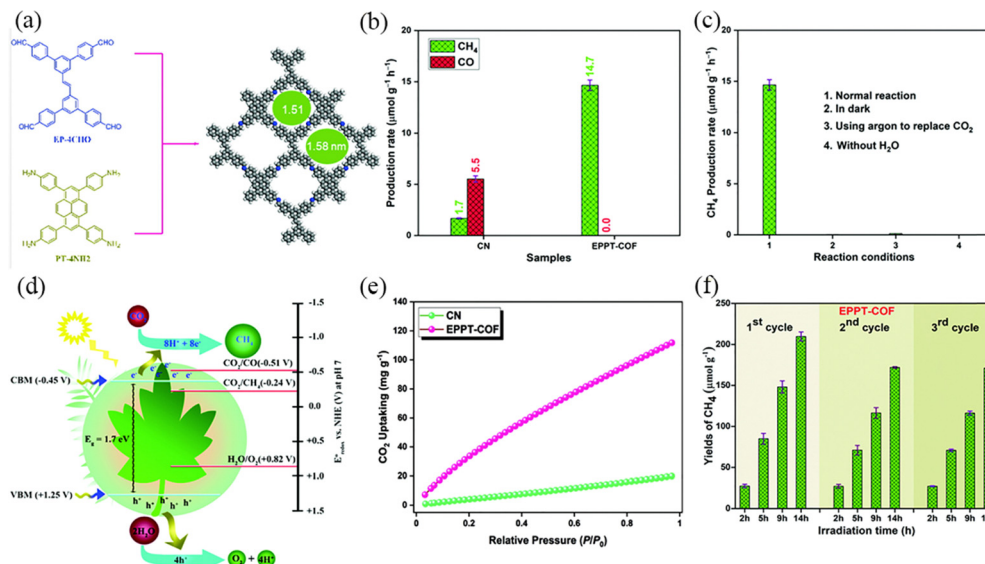 (a)
OHC
CHO
OHC
CHO
EP-4CHO
H₂N
NH₂
H₂N
NH₂
PT-4NH2
1.51
1.58 nm
(b)
Production rate (μmol g⁻¹ h⁻¹)
20
15
10
5
0
CH₄
CO
1.7
5.5
14.7
0.0
CN
EPPT-COF
Samples
(c)
CH₄ Production rate (μmol g⁻¹ h⁻¹)
20
15
10
5
0
1. Normal reaction
2. In dark
3. Using argon to replace CO₂
4. Without H₂O
1 2 3 4
Reaction conditions
(d)
CH₄
8H⁺ + 8e⁻
CO₂/CO(-0.51 V)
CBM (-0.45 V)
CO₂/CH₄(-0.24 V)
e⁻ e⁻ e⁻ e⁻
E_g = 1.7 eV
H₂O/O₂(+0.82 V)
VBM (+1.25 V)
h⁺ h⁺ h⁺ h⁺ h⁺
2H₂O
4h⁺
O₂ + 4H⁺
-1.5
-1.0
-0.5
0.0
+0.5
+1.0
+1.5
vs. NHE (V) at pH 7
(e)
CO₂ Uptaking (mg g⁻¹)
140
120
100
80
60
40
20
0
CN
EPPT-COF
0.0 0.2 0.4 0.6 0.8 1.0
Relative Pressure (P/P₀)
(f)
Yields of CH₄ (μmol g⁻¹)
250
200
150
100
50
0
EPPT-COF
1ˢᵗ cycle
2ⁿᵈ cycle
3ʳᵈ cycle
2h 5h 9h 14h 2h 5h 9h 14h 2h 5h 9h
Irradiation time (h)